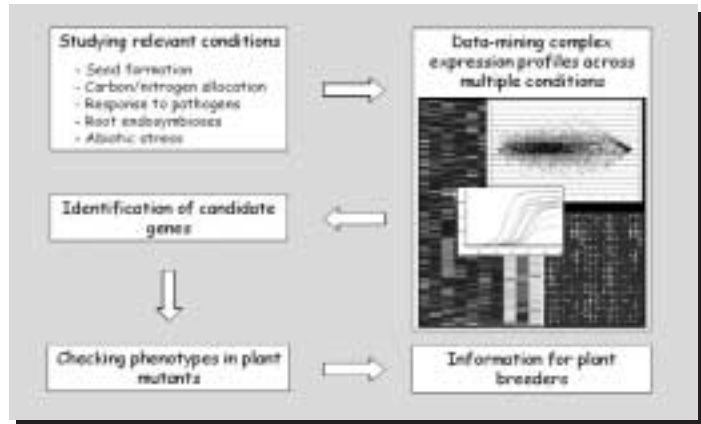 Studying relevant conditions
- Seed formation
- Carbon/nitrogen allocation
- Response to pathogens
- Root endosymbioses
- Abiotic stress
Data-mining complex
expression profiles across
multiple conditions
Identification of candidate
genes
Checking phenotypes in plant
mutants
Information for plant
breeders